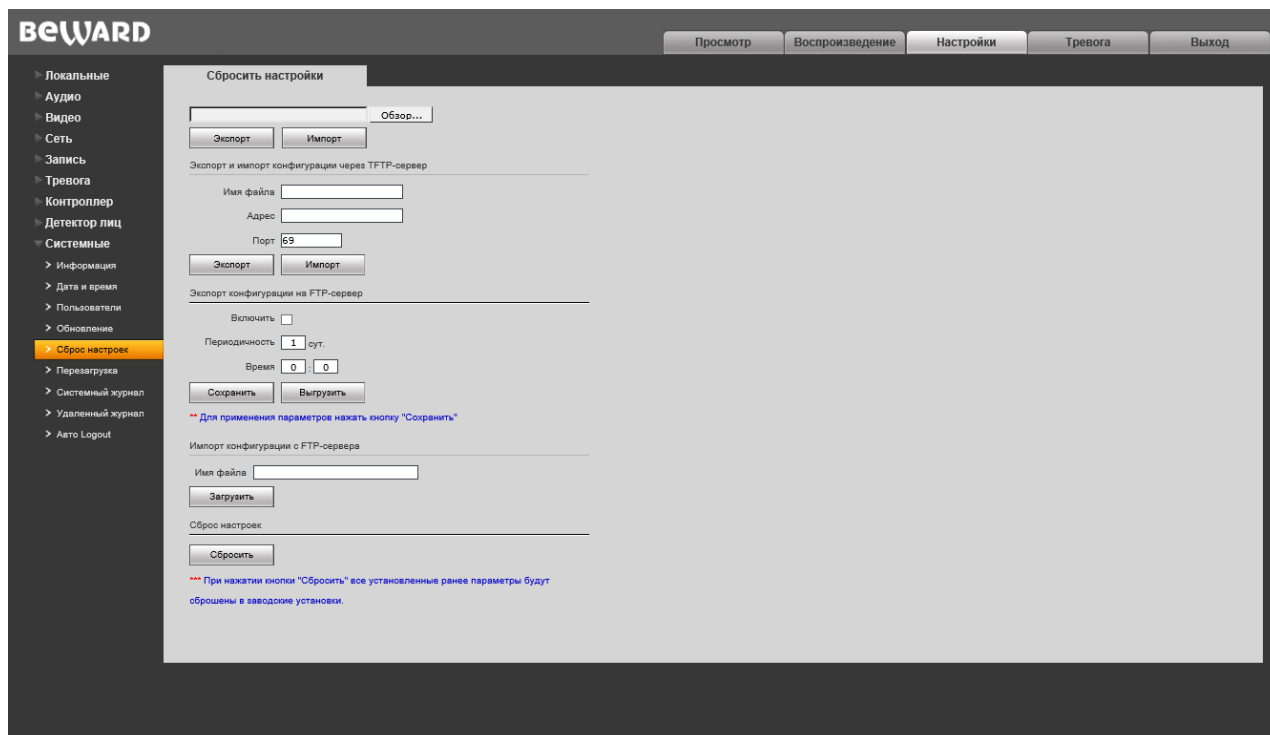 BEWARD
Просмотр Воспроизведение Настройки Тревога Выход
Локальные
Аудио
Видео
Сеть
Запись
Тревога
Контроллер
Детектор лиц
Системные
Информация
Дата и время
Пользователи
Обновление
Сброс настроек
Перезагрузка
Системный журнал
Удаленный журнал
Авто Logout
Сбросить настройки
Обзор...
Экспорт Импорт
Экспорт и импорт конфигурации через TFTP-сервер
Имя файла
Адрес
Порт 69
Экспорт Импорт
Экспорт конфигурации на FTP-сервер
Включить
Периодичность 1 сут.
Время 0 : 0
Сохранить Выгрузить
** Для применения параметров нажать кнопку "Сохранить"
Импорт конфигурации с FTP-сервера
Имя файла
Загрузить
Сброс настроек
Сбросить
*** При нажатии кнопки "Сбросить" все установленные ранее параметры будут
сброшены в заводские установки.